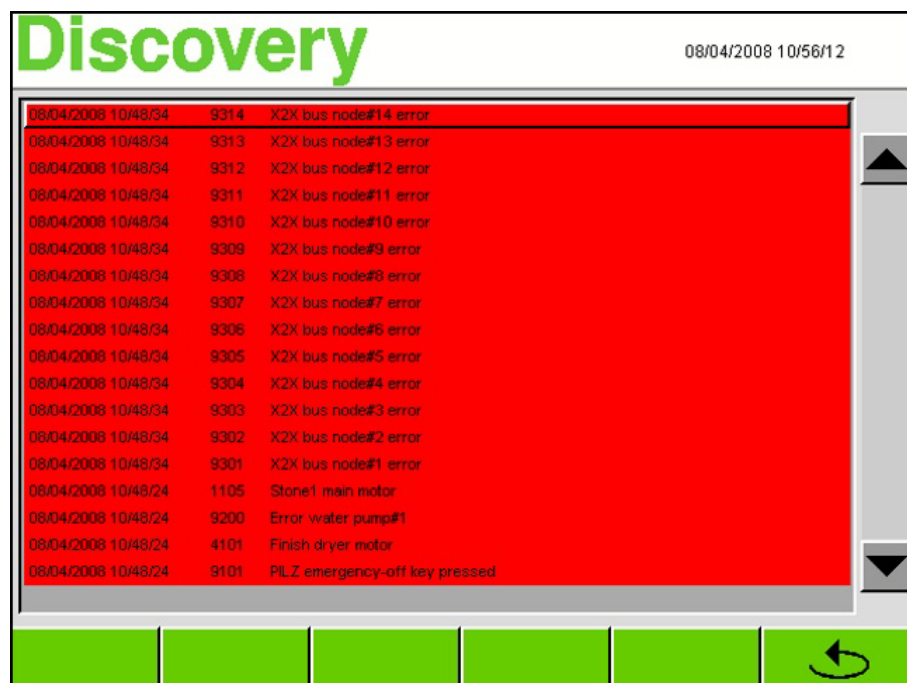 Discovery
08/04/2008 10/56/12
08/04/2008 10/48/34 9314 X2X bus node#14 error
08/04/2008 10/48/34 9313 X2X bus node#13 error
08/04/2008 10/48/34 9312 X2X bus node#12 error
08/04/2008 10/48/34 9311 X2X bus node#11 error
08/04/2008 10/48/34 9310 X2X bus node#10 error
08/04/2008 10/48/34 9309 X2X bus node#9 error
08/04/2008 10/48/34 9308 X2X bus node#8 error
08/04/2008 10/48/34 9307 X2X bus node#7 error
08/04/2008 10/48/34 9306 X2X bus node#6 error
08/04/2008 10/48/34 9305 X2X bus node#5 error
08/04/2008 10/48/34 9304 X2X bus node#4 error
08/04/2008 10/48/34 9303 X2X bus node#3 error
08/04/2008 10/48/34 9302 X2X bus node#2 error
08/04/2008 10/48/34 9301 X2X bus node#1 error
08/04/2008 10/48/24 1105 Stone1 main motor
08/04/2008 10/48/24 9200 Error water pump#1
08/04/2008 10/48/24 4101 Finish dryer motor
08/04/2008 10/48/24 9101 PILZ emergency-off key pressed